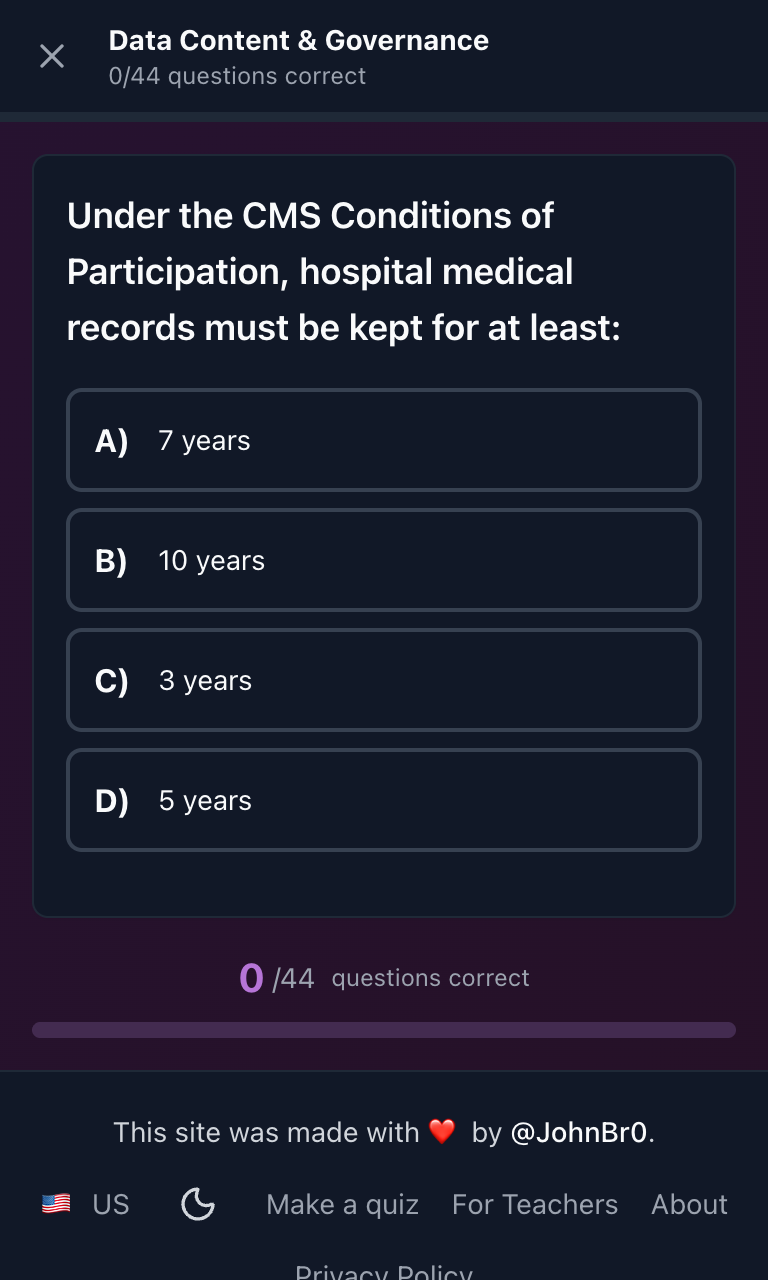 Data Content & Governance
0/44 questions correct
Under the CMS Conditions of
Participation, hospital medical
records must be kept for at least:
A) 7 years
B) 10 years
C) 3 years
D) 5 years
0 /44 questions correct
This site was made with ❤️ by @JohnBr0.
🇺🇸 US Make a quiz For Teachers About
Privacy Policy